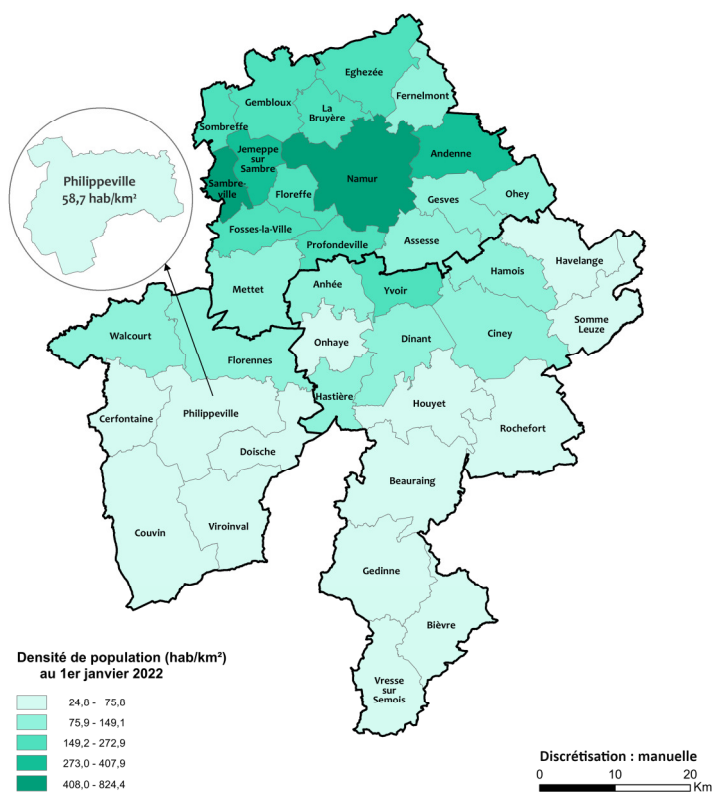 Eghezée
Gembloux
Fernelmont
La
Bruyère
Sombreffe
Jemeppe
sur
Sambre
Andenne
Philippeville
58,7 hab/km²
Namur
Sambre-
ville
Floreffe
Gesves
Ohey
Fosses-la-Ville
Profondeville
Assesse
Havelange
Hamois
Mettet
Anhée
Yvoir
Somme
Leuze
Walcourt
Onhaye
Dinant
Ciney
Florennes
Hastière
Houyet
Philippeville
Cerfontaine
Rochefort
Doische
Beauraing
Couvin
Viroinval
Gedinne
Bièvre
Vresse
sur
Semois
Densité de population (hab/km²)
au 1er janvier 2022
24,0 - 75,8
75,9 - 149,1
149,2 - 272,9
273,0 - 407,9
408,0 - 824,4
Discrétisation : manuelle
0 10 20
Km